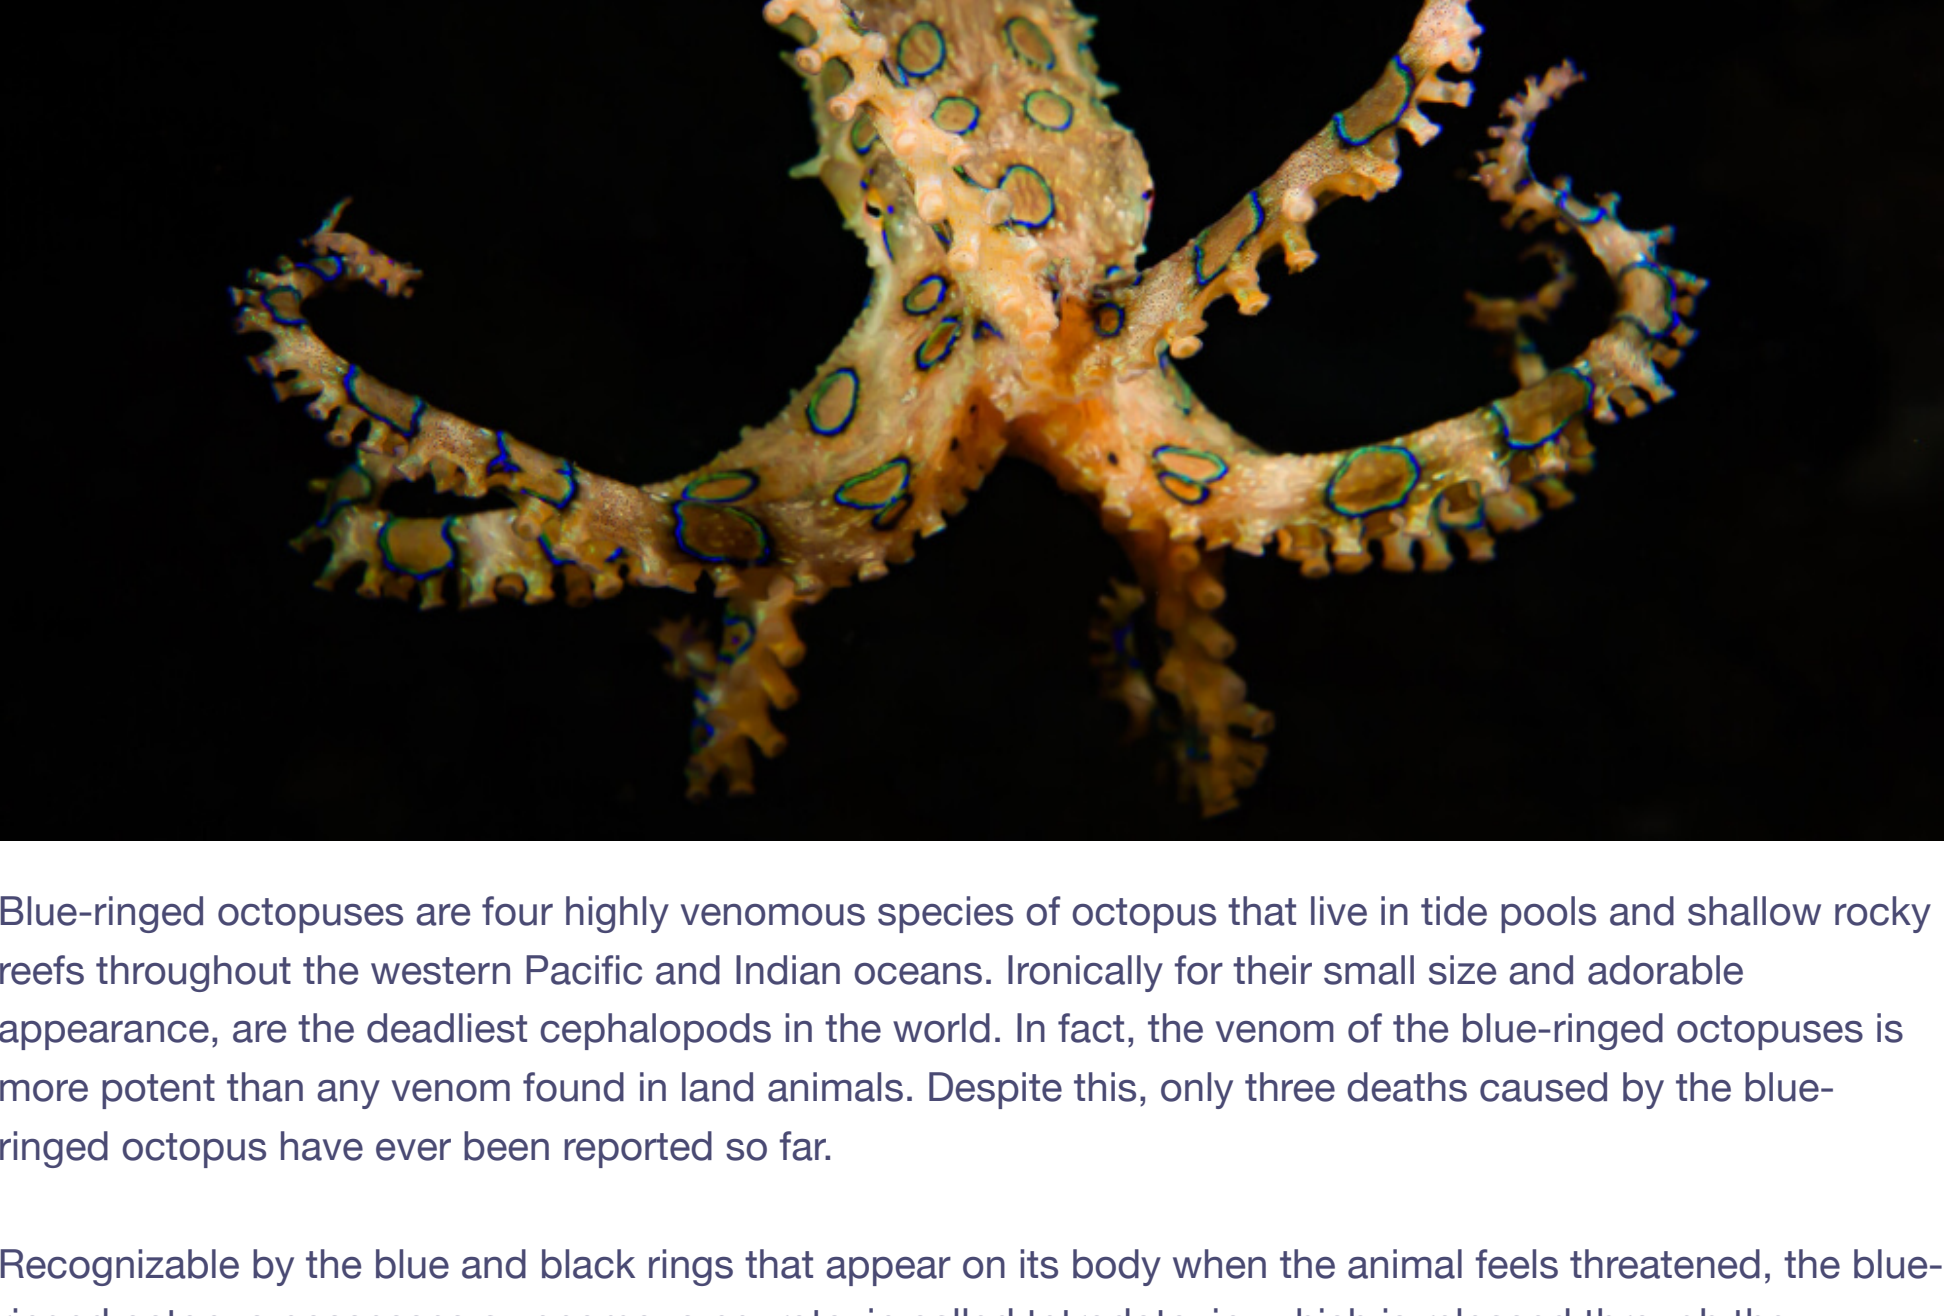 Blue-ringed octopuses are four highly venomous species of octopus that live in tide pools and shallow rocky
reefs throughout the western Pacific and Indian oceans. Ironically for their small size and adorable
appearance, are the deadliest cephalopods in the world. In fact, the venom of the blue-ringed octopuses is
more potent than any venom found in land animals. Despite this, only three deaths caused by the blue-
ringed octopus have ever been reported so far.
Recognizable by the blue and black rings that appear on its body when the animal feels threatened, the blue-